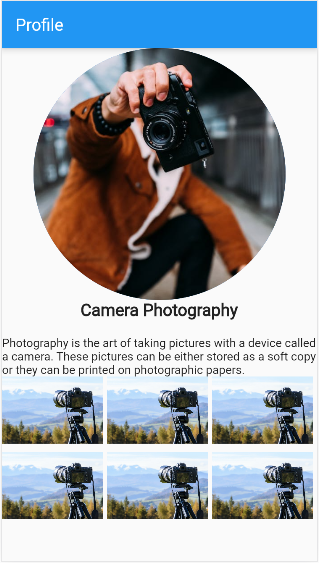 Profile
Camera Photography
Photography is the art of taking pictures with a device called
a camera. These pictures can be either stored as a soft copy
or they can be printed on photographic papers.